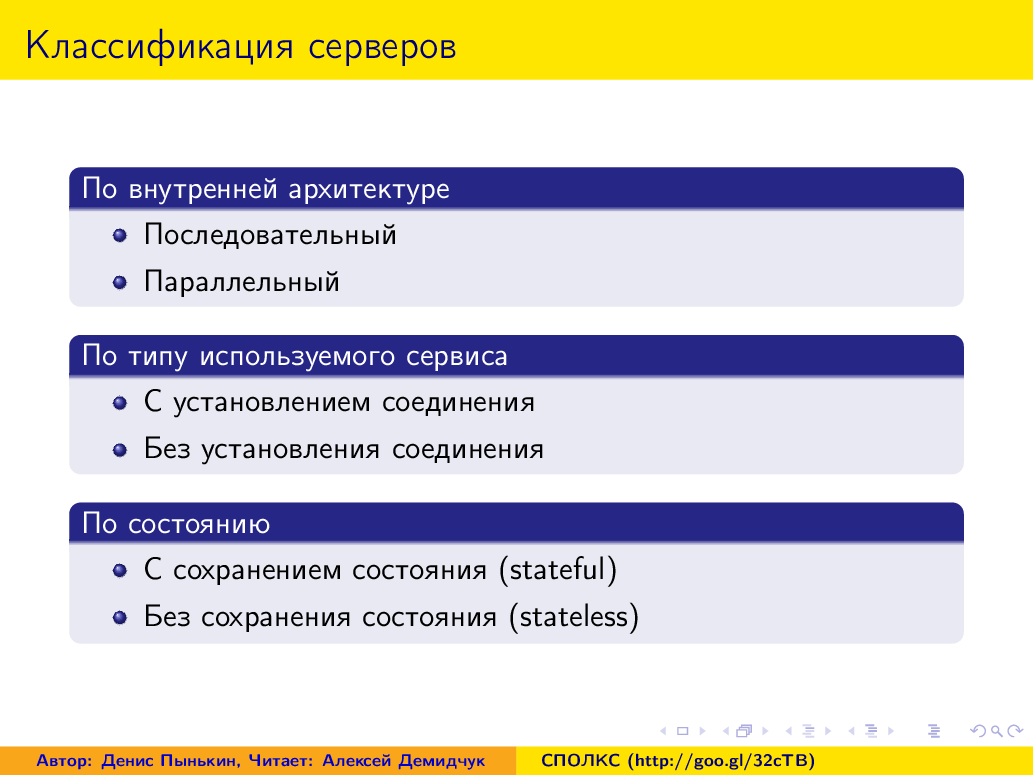 Классификация серверов
По внутренней архитектуре
Последовательный
Параллельный
По типу используемого сервиса
С установлением соединения
Без установления соединения
По состоянию
С сохранением состояния (stateful)
Без сохранения состояния (stateless)
Автор: Денис Пынькин, Читает: Алексей Демидчук
СПОЛКС (http://goo.gl/32cTB)